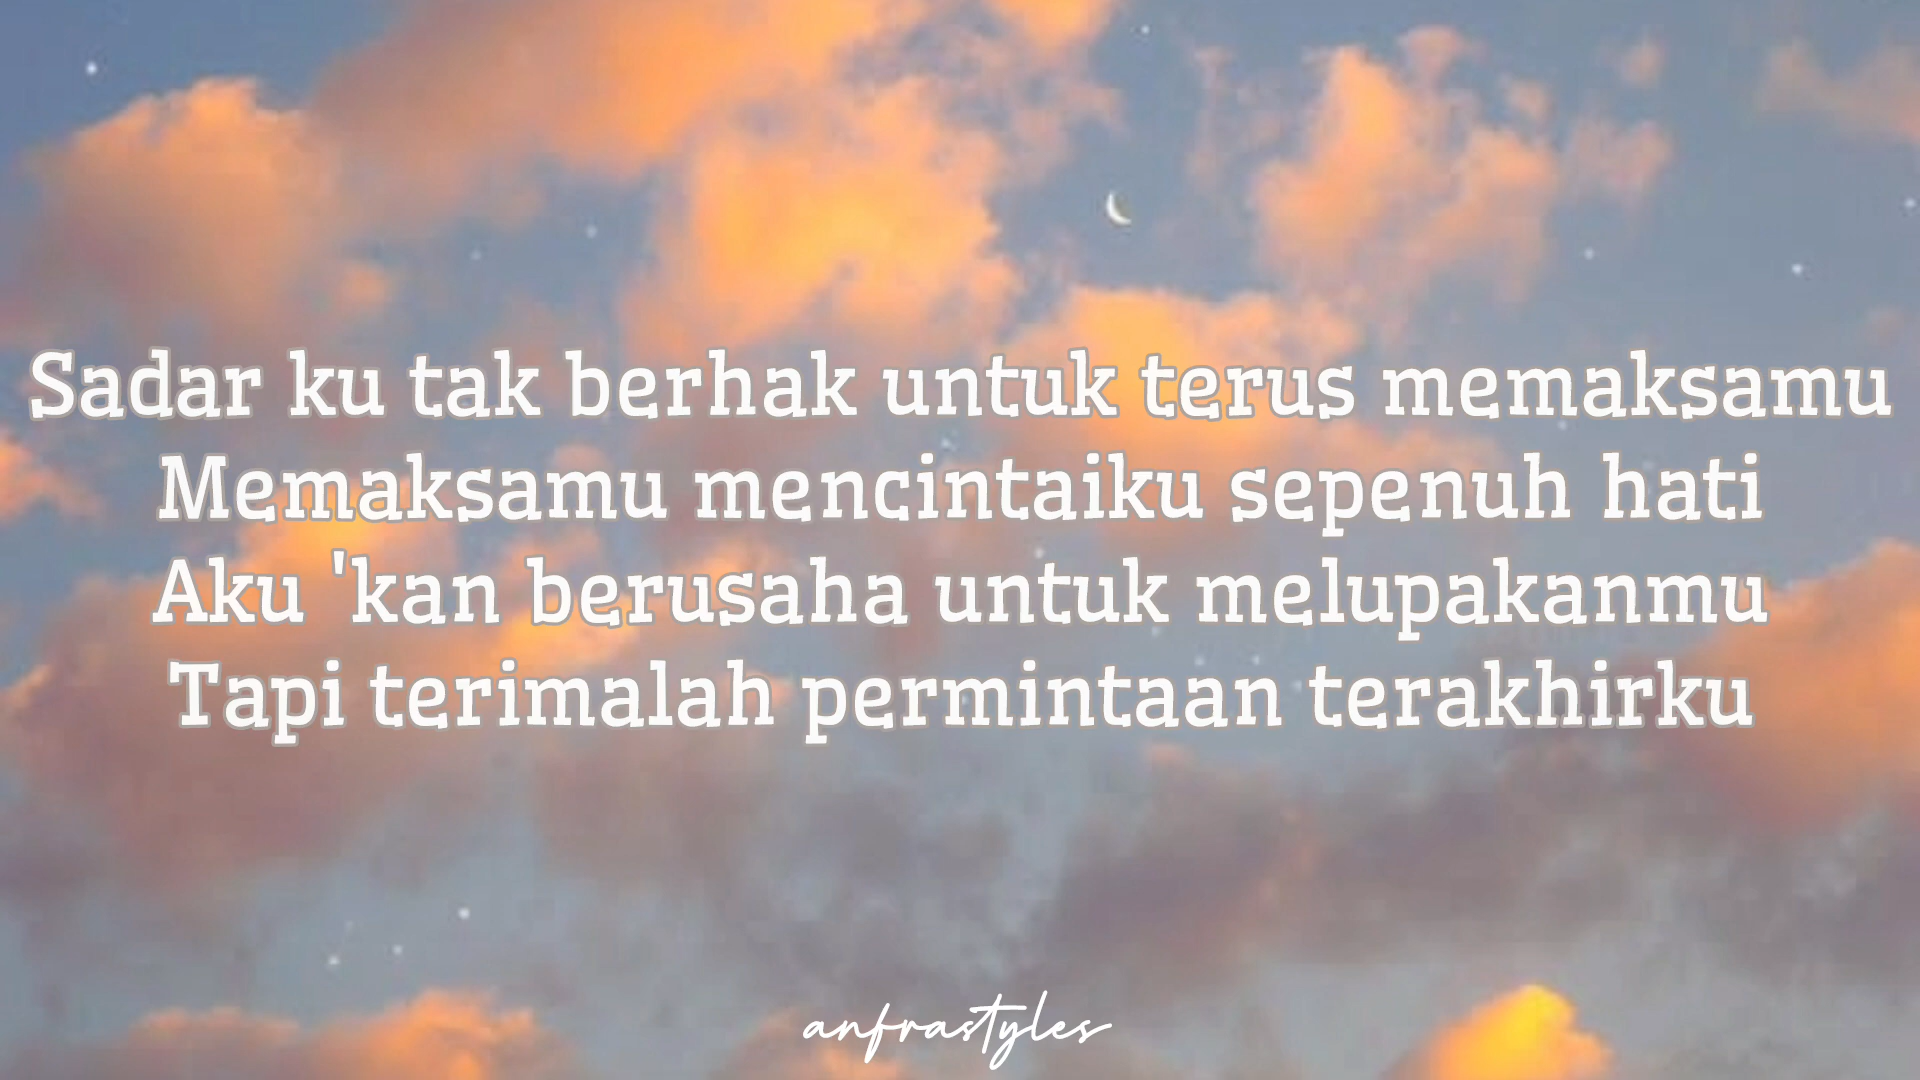 Sadar ku tak berhak untuk terus memaksamu
Memaksamu mencintaiku sepenuh hati
Aku 'kan berusaha untuk melupakanmu
Tapi terimalah permintaan terakhirku
anfrastyles